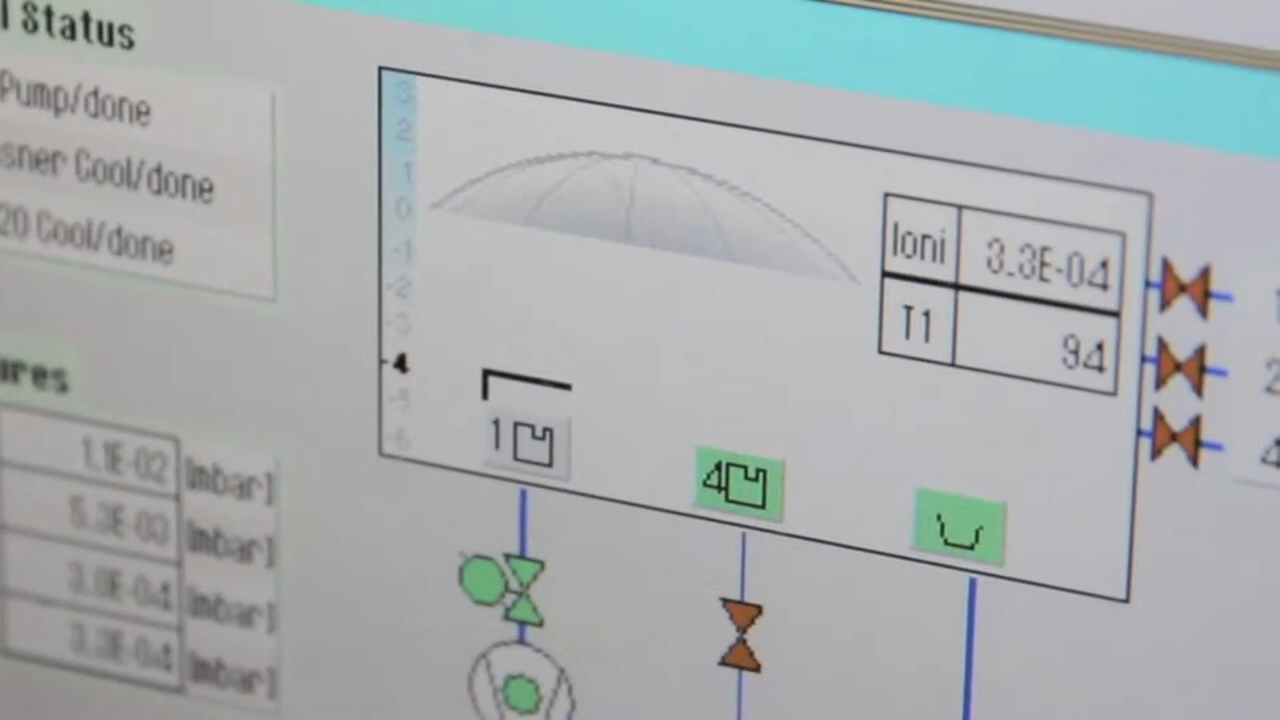 l Status
Pump/done
sner Cool/done
20 Cool/done
ures
1.1E-02 [mbar]
5.3E-03 [mbar]
3.0E-04 [mbar]
3.3E-04 [mbar]
3
2
1
0
-1
-2
-3
-4
-5
-6
Ioni 3.3E-04
T1 94
1
4
2
4